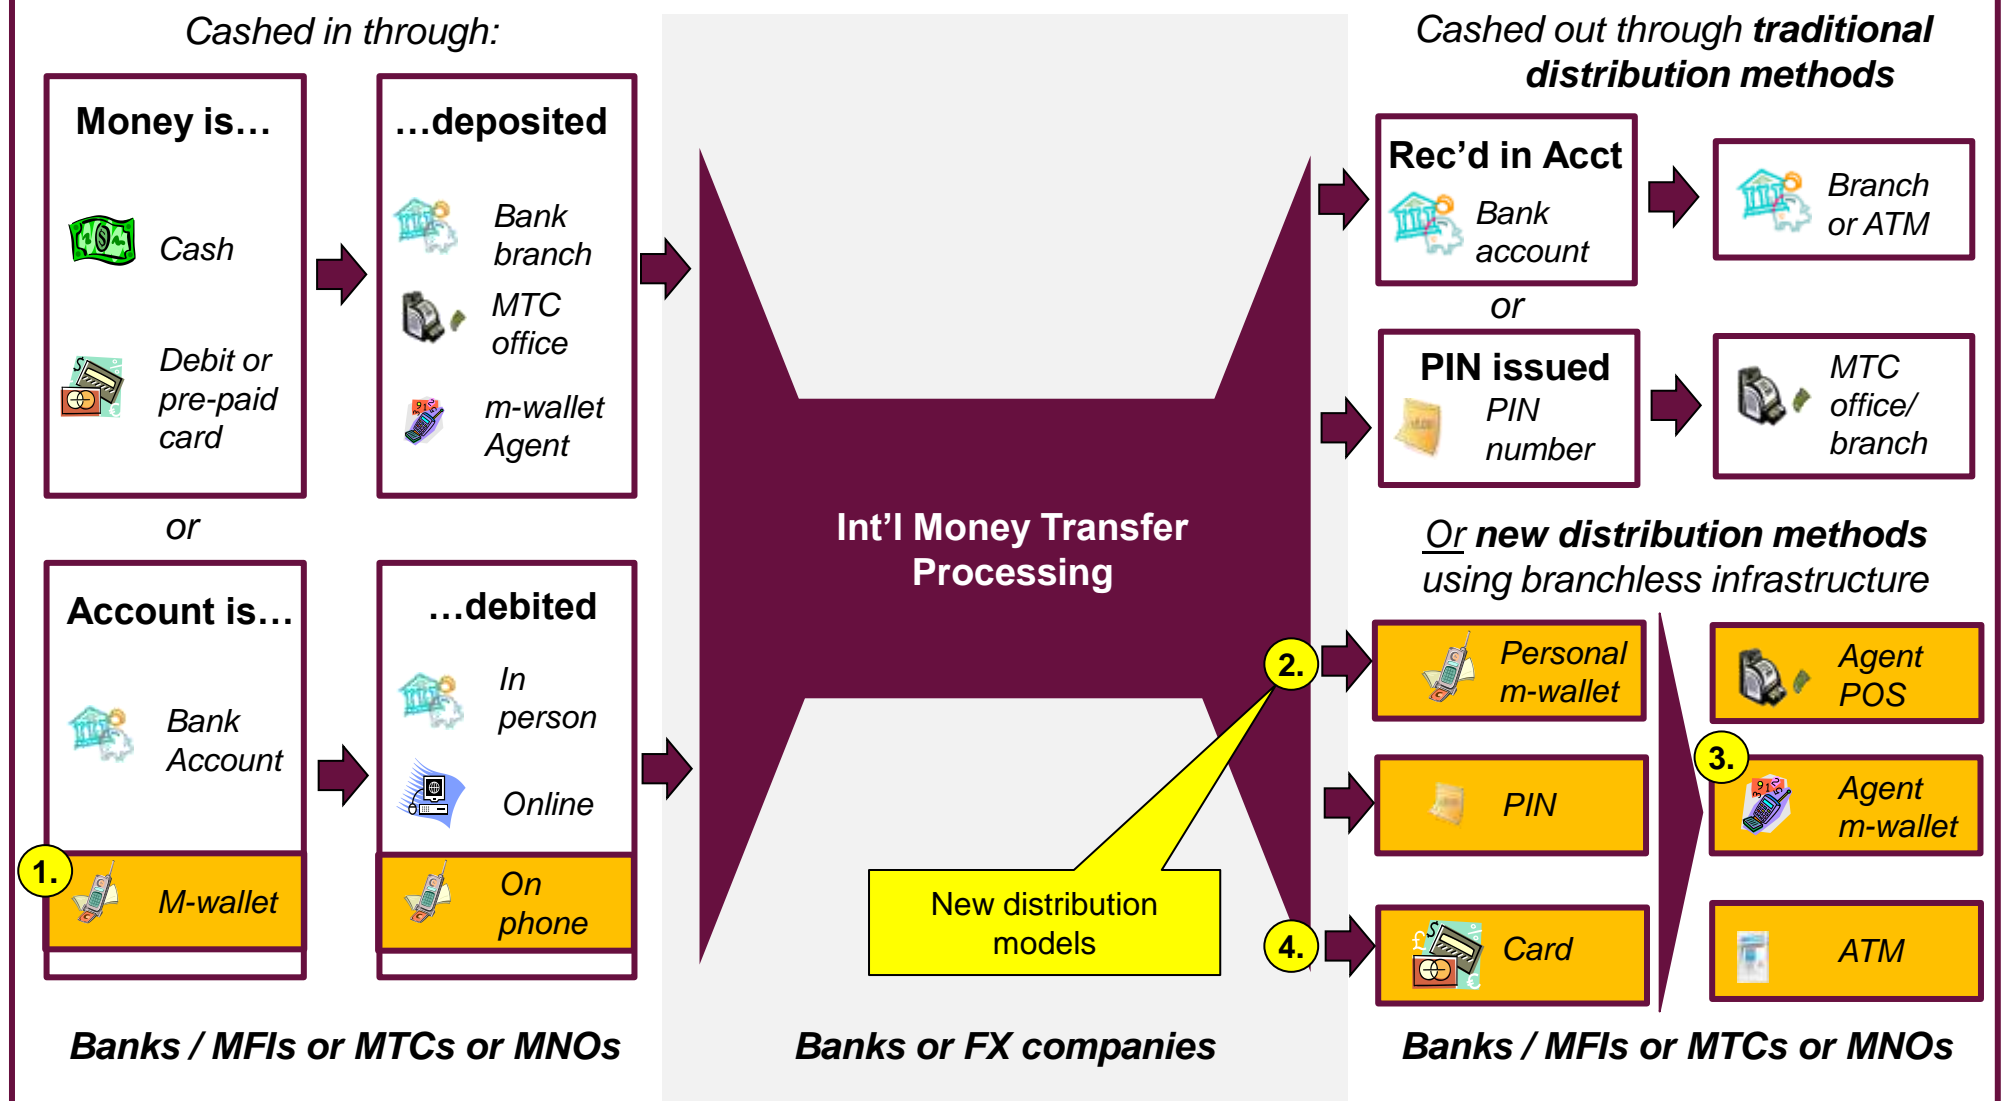 Cashed in through:
Money is…
Cash
Debit or
pre-paid
card
…deposited
Bank
branch
MTC
office
m-wallet
Agent
or
Account is…
Bank
Account
1.
M-wallet
…debited
In
person
Online
On
phone
Banks / MFIs or MTCs or MNOs
Int’l Money Transfer
Processing
New distribution
models
Banks or FX companies
Cashed out through traditional
distribution methods
Rec’d in Acct
Bank
account
Branch
or ATM
or
PIN issued
PIN
number
MTC
office/
branch
Or new distribution methods
using branchless infrastructure
2.
Personal
m-wallet
PIN
4.
Card
Agent
POS
3.
Agent
m-wallet
ATM
Banks / MFIs or MTCs or MNOs